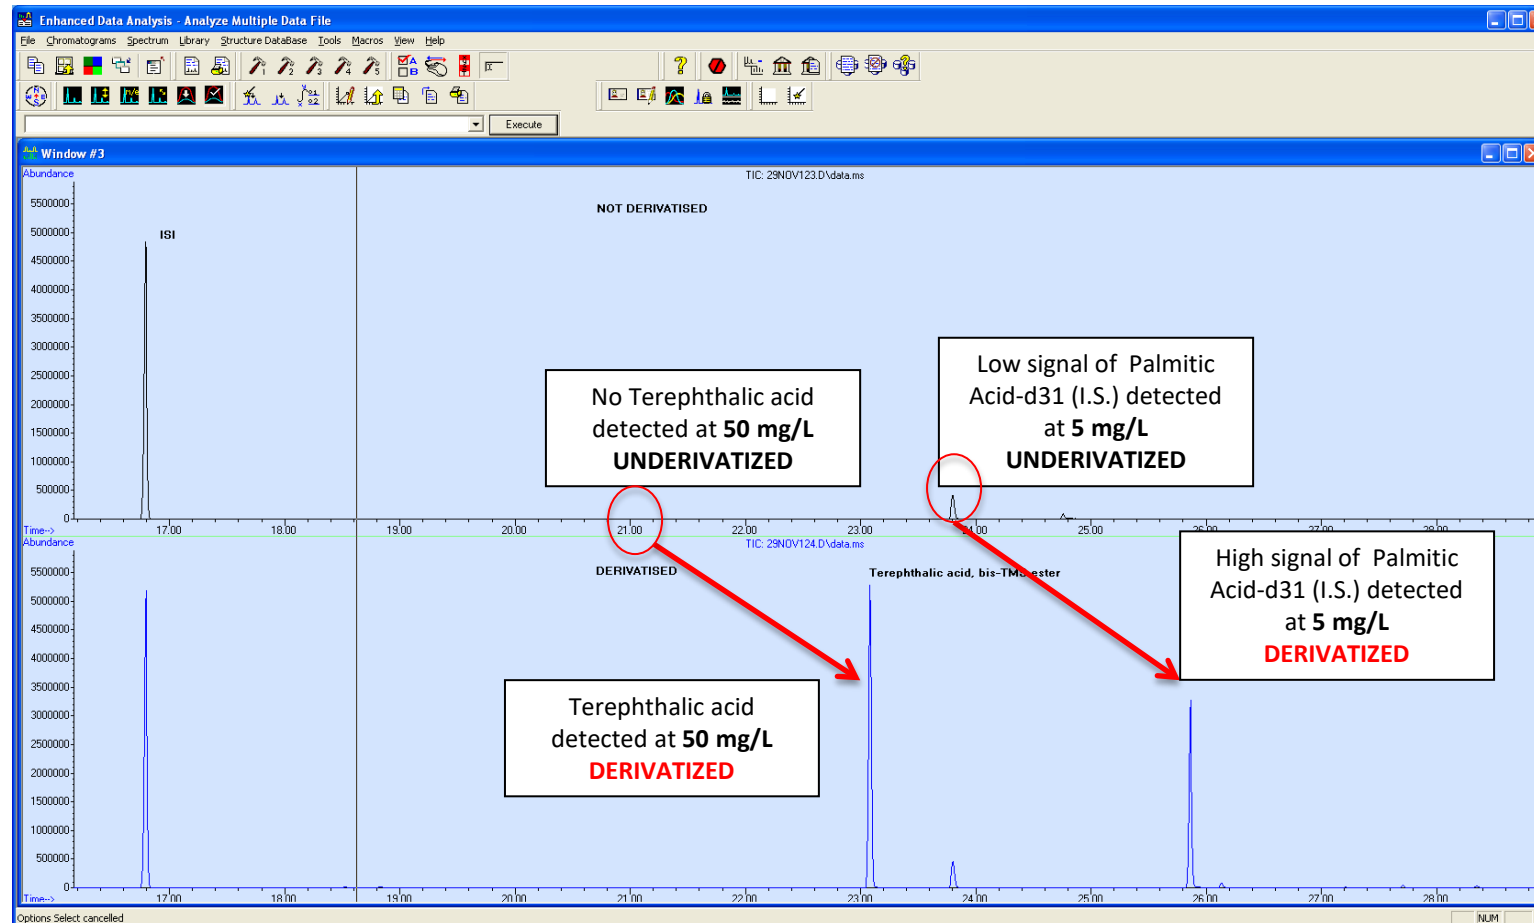 Enhanced Data Analysis - Analyze Multiple Data File
File Chromatograms Spectrum Library Structure DataBase Tools Macros View Help
Execute
Window #3
Abundance
TIC: 29NOV123.D\data.ms
NOT DERIVATISED
ISI
5500000
5000000
4500000
4000000
3500000
3000000
2500000
2000000
1500000
1000000
500000
0
No Terephthalic acid
detected at 50 mg/L
UNDERIVATIZED
Low signal of Palmitic
Acid-d31 (I.S.) detected
at 5 mg/L
UNDERIVATIZED
Time-->
17.00 18.00 19.00 20.00 21.00 22.00 23.00 24.00 25.00 26.00 27.00 28.00
Abundance
TIC: 29NOV124.D\data.ms
DERIVATISED
Terephthalic acid, bis-TMS ester
5500000
5000000
4500000
4000000
3500000
3000000
2500000
2000000
1500000
1000000
500000
0
High signal of Palmitic
Acid-d31 (I.S.) detected
at 5 mg/L
DERIVATIZED
Terephthalic acid
detected at 50 mg/L
DERIVATIZED
Time-->
17.00 18.00 19.00 20.00 21.00 22.00 23.00 24.00 25.00 26.00 27.00 28.00
Options Select cancelled
NUM